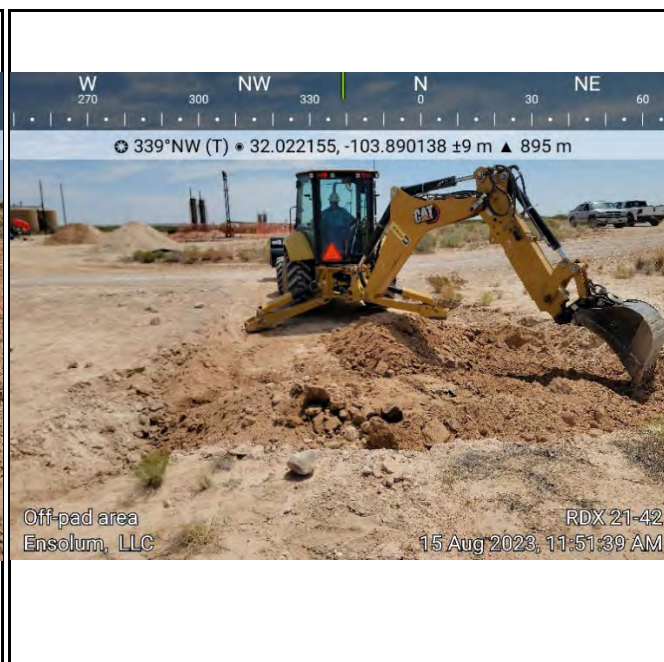 W NW N NE
270 300 330 0 30 60
339°NW (T) ● 32.022155, -103.890138 ±9 m ▲ 895 m
CAT
Off-pad area RDX 21-42
Ensolum, LLC 15 Aug 2023, 11:51:39 AM